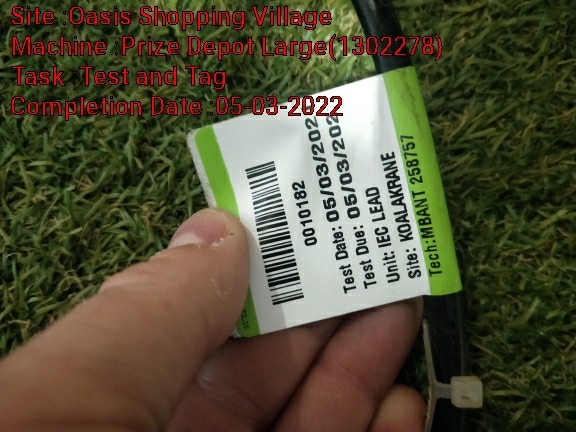 Site :Oasis Shopping Village
Machine :Prize Depot Large(1302278)
Task :Test and Tag
Completion Date :05-03-2022
0010182
Test Date: 05/03/202
Test Due: 05/03/202
Unit: IEC LEAD
Site: KOALAKRANE
Tech:MBANT 258757